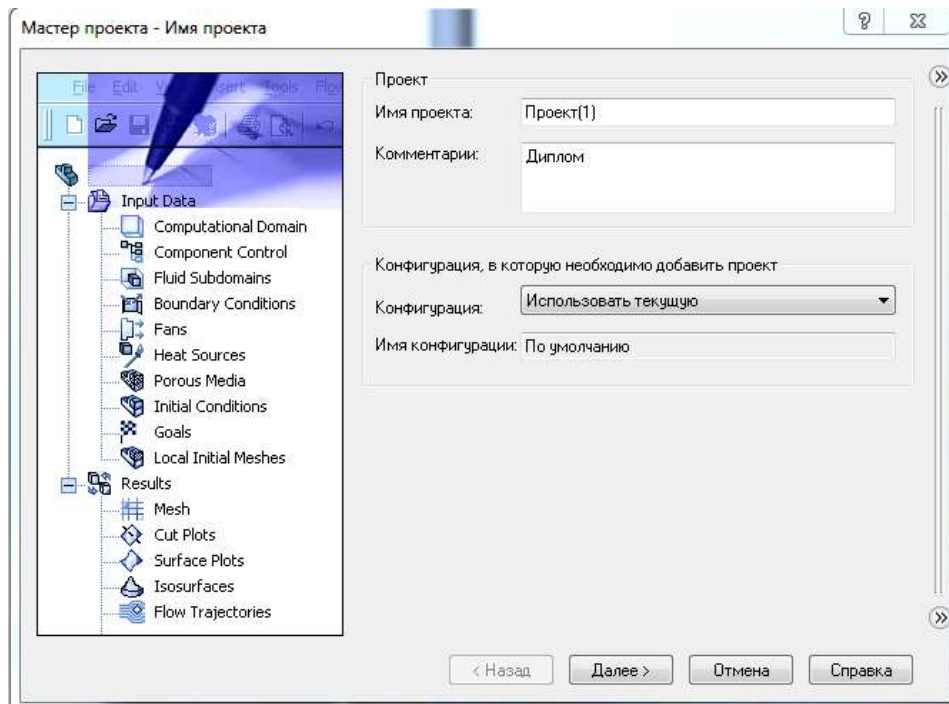 Мастер проекта - Имя проекта
File Edit Insert Tools
Input Data
Computational Domain
Component Control
Fluid Subdomains
Boundary Conditions
Fans
Heat Sources
Porous Media
Initial Conditions
Goals
Local Initial Meshes
Results
Mesh
Cut Plots
Surface Plots
Isosurfaces
Flow Trajectories
Проект
Имя проекта: Проект(1)
Комментарии: Диплом
Конфигурация, в которую необходимо добавить проект
Конфигурация: Использовать текущую
Имя конфигурации: По умолчанию
< Назад Далее > Отмена Справка